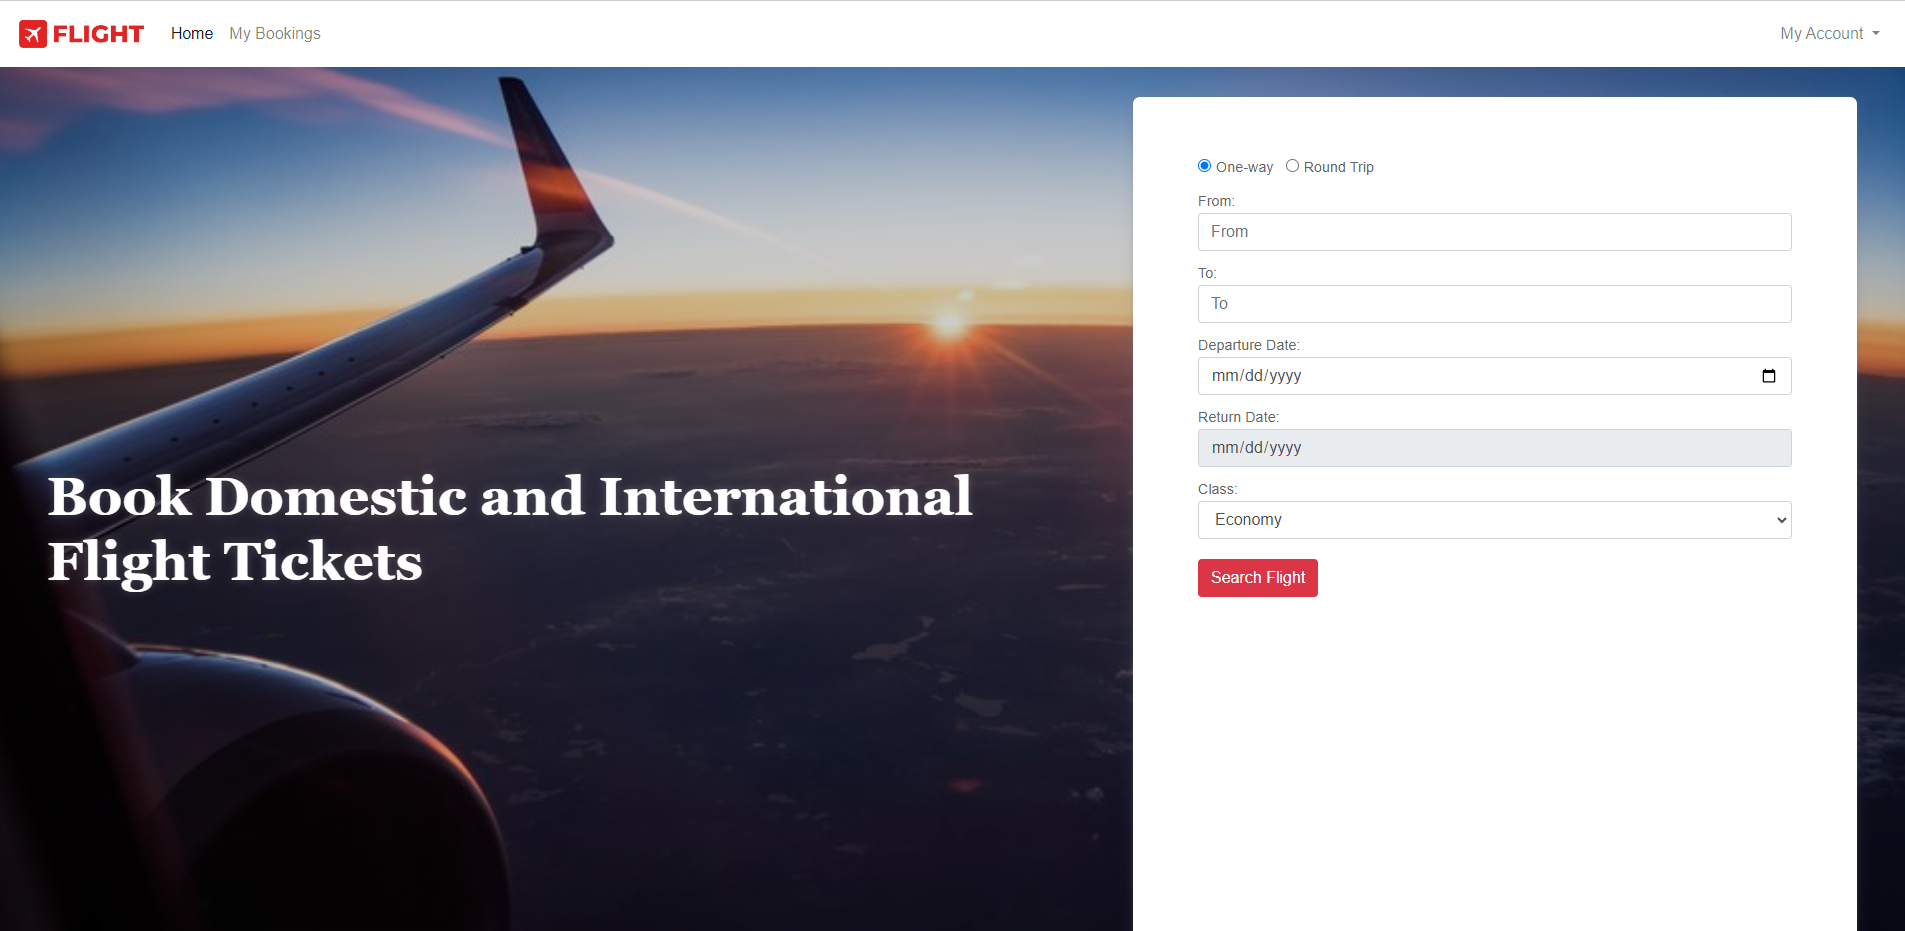 FLIGHT
Home
My Bookings
My Account
Book Domestic and International
Flight Tickets
One-way
Round Trip
From:
From
To:
To
Departure Date:
mm/dd/yyyy
Return Date:
mm/dd/yyyy
Class:
Economy
Search Flight